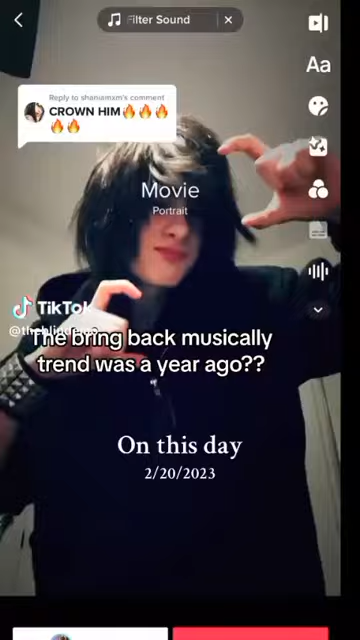 Filter Sound
Aa
Reply to shaniamxm's comment
CROWN HIM🔥🔥🔥
🔥🔥
Movie
Portrait
TikTok
The bring back musically
trend was a year ago??
On this day
2/20/2023